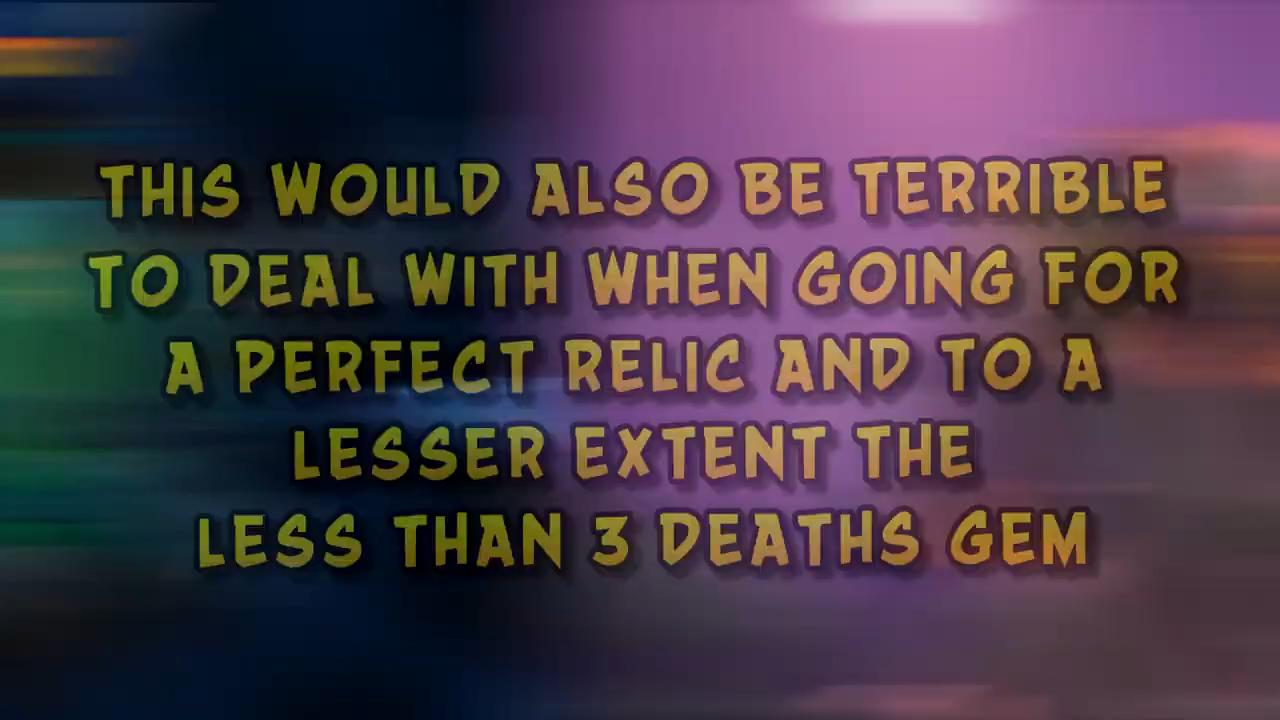 THIS WOULD ALSO BE TERRIBLE
TO DEAL WITH WHEN GOING FOR
A PERFECT RELIC AND TO A
LESSER EXTENT THE
LESS THAN 3 DEATHS GEM